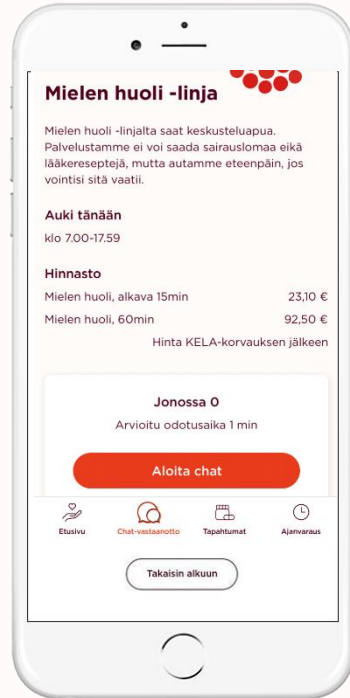 Mielen huoli -linja
Mielen huoli -linjalta saat keskusteluapua.
Palvelustamme ei voi saada sairauslomaa eikä
lääkereseptejä, mutta autamme eteenpäin, jos
vointisi sitä vaatii.
Auki tänään
klo 7.00-17.59
Hinnasto
Mielen huoli, alkava 15min 23,10 €
Mielen huoli, 60min 92,50 €
Hinta KELA-korvauksen jälkeen
Jonossa 0
Arvioitu odotusaika 1 min
Aloita chat
Etusivu Chat-vastaanotto Tapahtumat Ajanvaraus
Takaisin alkuun